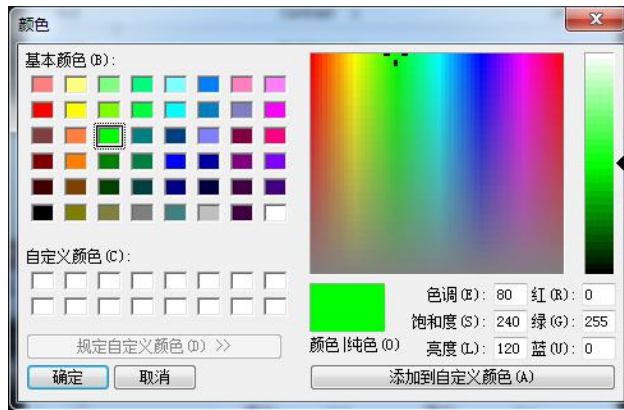 颜色
基本颜色(B):
自定义颜色(C):
规定自定义颜色(D) >>
确定
取消
颜色|纯色(O)
色调(E): 80
红(R): 0
饱和度(S): 240
绿(G): 255
亮度(L): 120
蓝(U): 0
添加到自定义颜色(A)